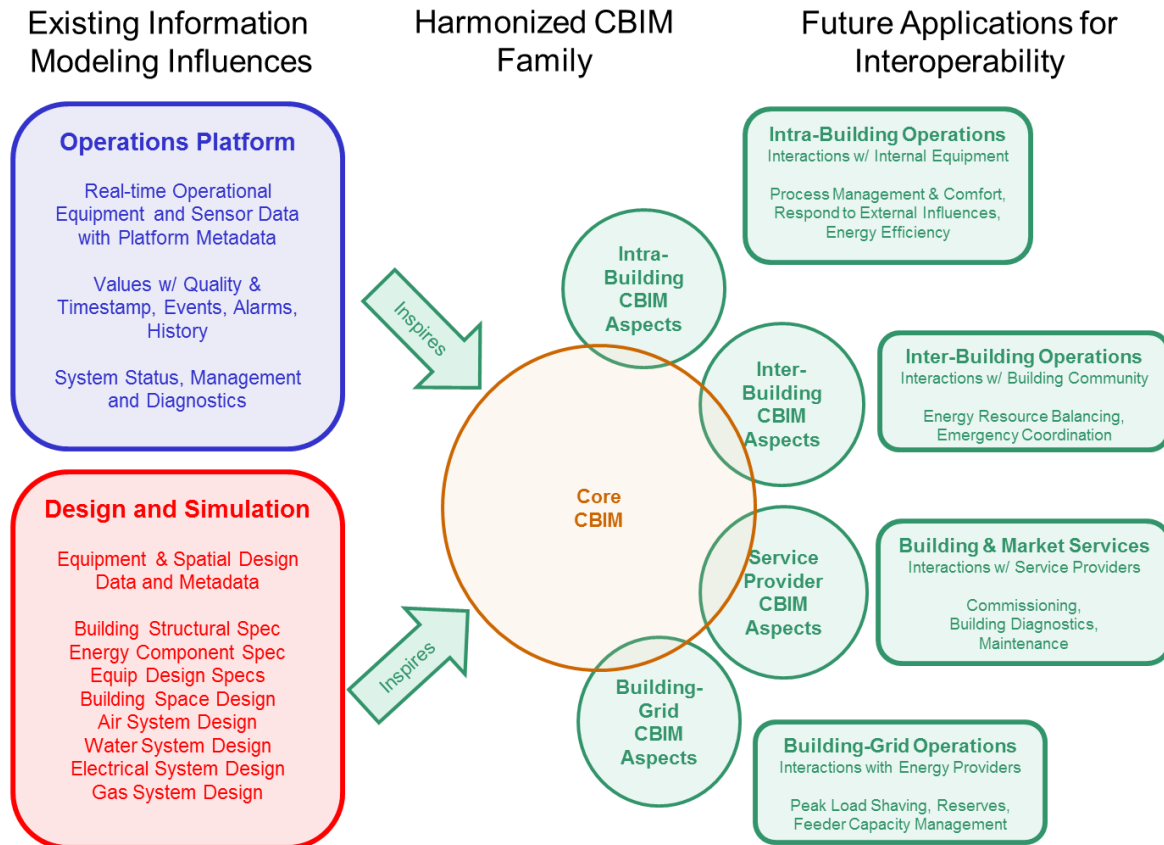 Existing Information
Modeling Influences
Harmonized CBIM
Family
Future Applications for
Interoperability
Operations Platform
Real-time Operational
Equipment and Sensor Data
with Platform Metadata
Values w/ Quality &
Timestamp, Events, Alarms,
History
System Status, Management
and Diagnostics
Design and Simulation
Equipment & Spatial Design
Data and Metadata
Building Structural Spec
Energy Component Spec
Equip Design Specs
Building Space Design
Air System Design
Water System Design
Electrical System Design
Gas System Design
Inspires
Inspires
Core
CBIM
Intra-
Building
CBIM
Aspects
Inter-
Building
CBIM
Aspects
Service
Provider
CBIM
Aspects
Building-
Grid
CBIM
Aspects
Intra-Building Operations
Interactions w/ Internal Equipment
Process Management & Comfort,
Respond to External Influences,
Energy Efficiency
Inter-Building Operations
Interactions w/ Building Community
Energy Resource Balancing,
Emergency Coordination
Building & Market Services
Interactions w/ Service Providers
Commissioning,
Building Diagnostics,
Maintenance
Building-Grid Operations
Interactions with Energy Providers
Peak Load Shaving, Reserves,
Feeder Capacity Management